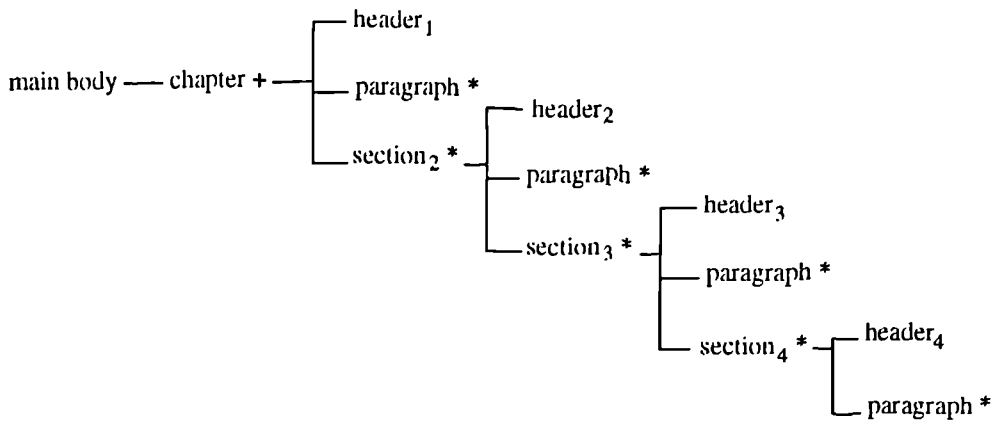 header₁
main body chapter +
paragraph *
header₂
section₂ *
paragraph *
header₃
section₃ *
paragraph *
header₄
section₄ *
paragraph *